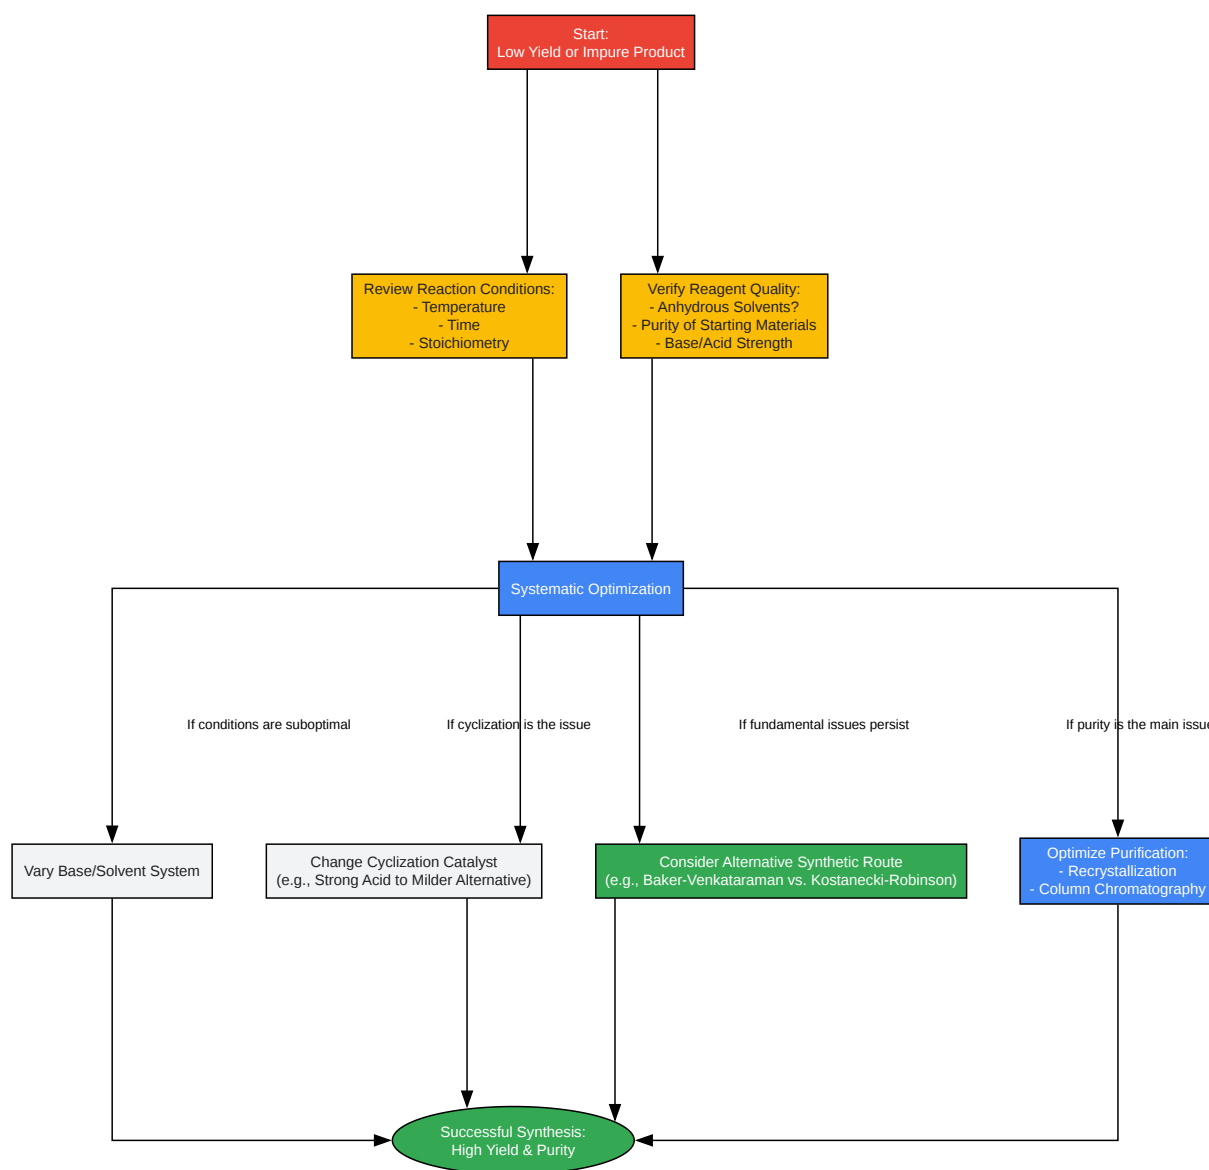 Start:
Low Yield or Impure Product
Review Reaction Conditions:
- Temperature
- Time
- Stoichiometry
Verify Reagent Quality:
- Anhydrous Solvents?
- Purity of Starting Materials
- Base/Acid Strength
Systematic Optimization
If conditions are suboptimal
If cyclization is the issue
If fundamental issues persist
If purity is the main issue
Vary Base/Solvent System
Change Cyclization Catalyst
(e.g., Strong Acid to Milder Alternative)
Consider Alternative Synthetic Route
(e.g., Baker-Venkataraman vs. Kostanecki-Robinson)
Optimize Purification:
- Recrystallization
- Column Chromatography
Successful Synthesis:
High Yield & Purity